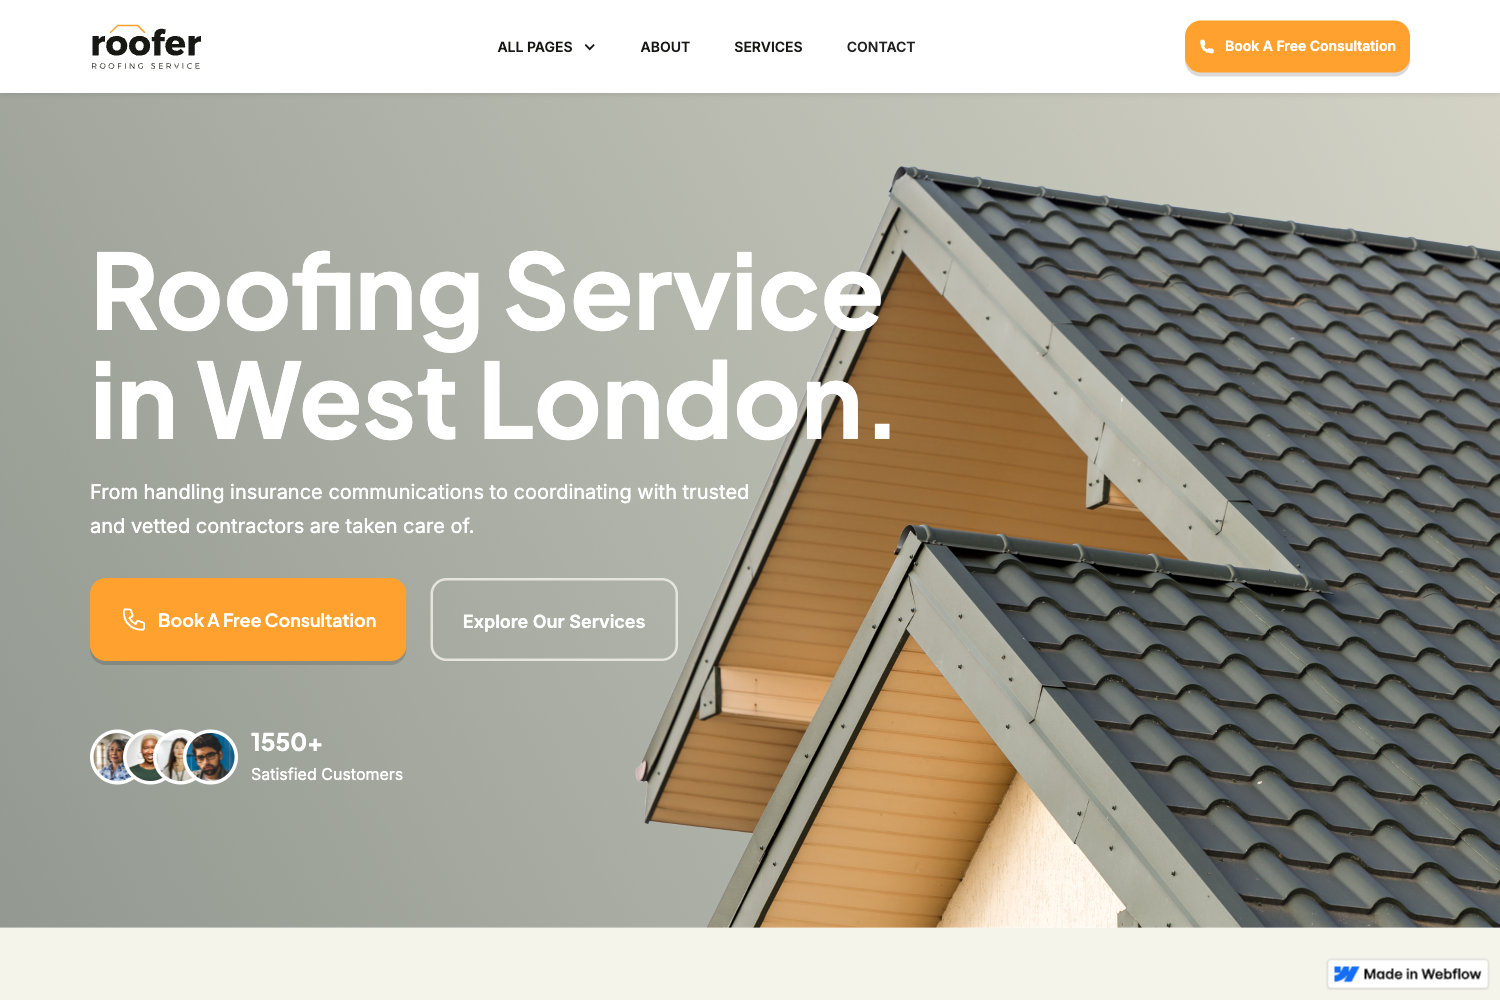 roofer
ROOFING SERVICE
ALL PAGES
ABOUT
SERVICES
CONTACT
Book A Free Consultation
Roofing Service
in West London.
From handling insurance communications to coordinating with trusted
and vetted contractors are taken care of.
Book A Free Consultation
Explore Our Services
1550+
Satisfied Customers
Made in Webflow